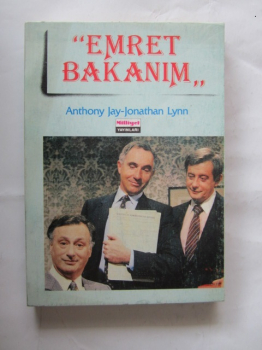 “EMRET
BAKANIM„
Anthony Jay-Jonathan Lynn
Milliyet
YAYINLARI